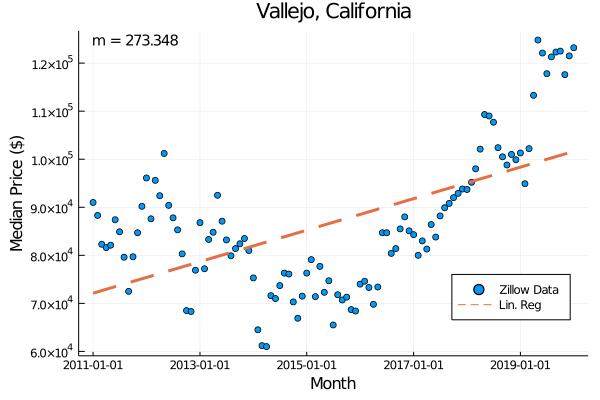 Vallejo, California
m = 273.348
1.2×10⁵
1.1×10⁵
1.0×10⁵
9.0×10⁴
8.0×10⁴
7.0×10⁴
6.0×10⁴
Median Price ($)
Zillow Data
Lin. Reg
2011-01-01 2013-01-01 2015-01-01 2017-01-01 2019-01-01
Month